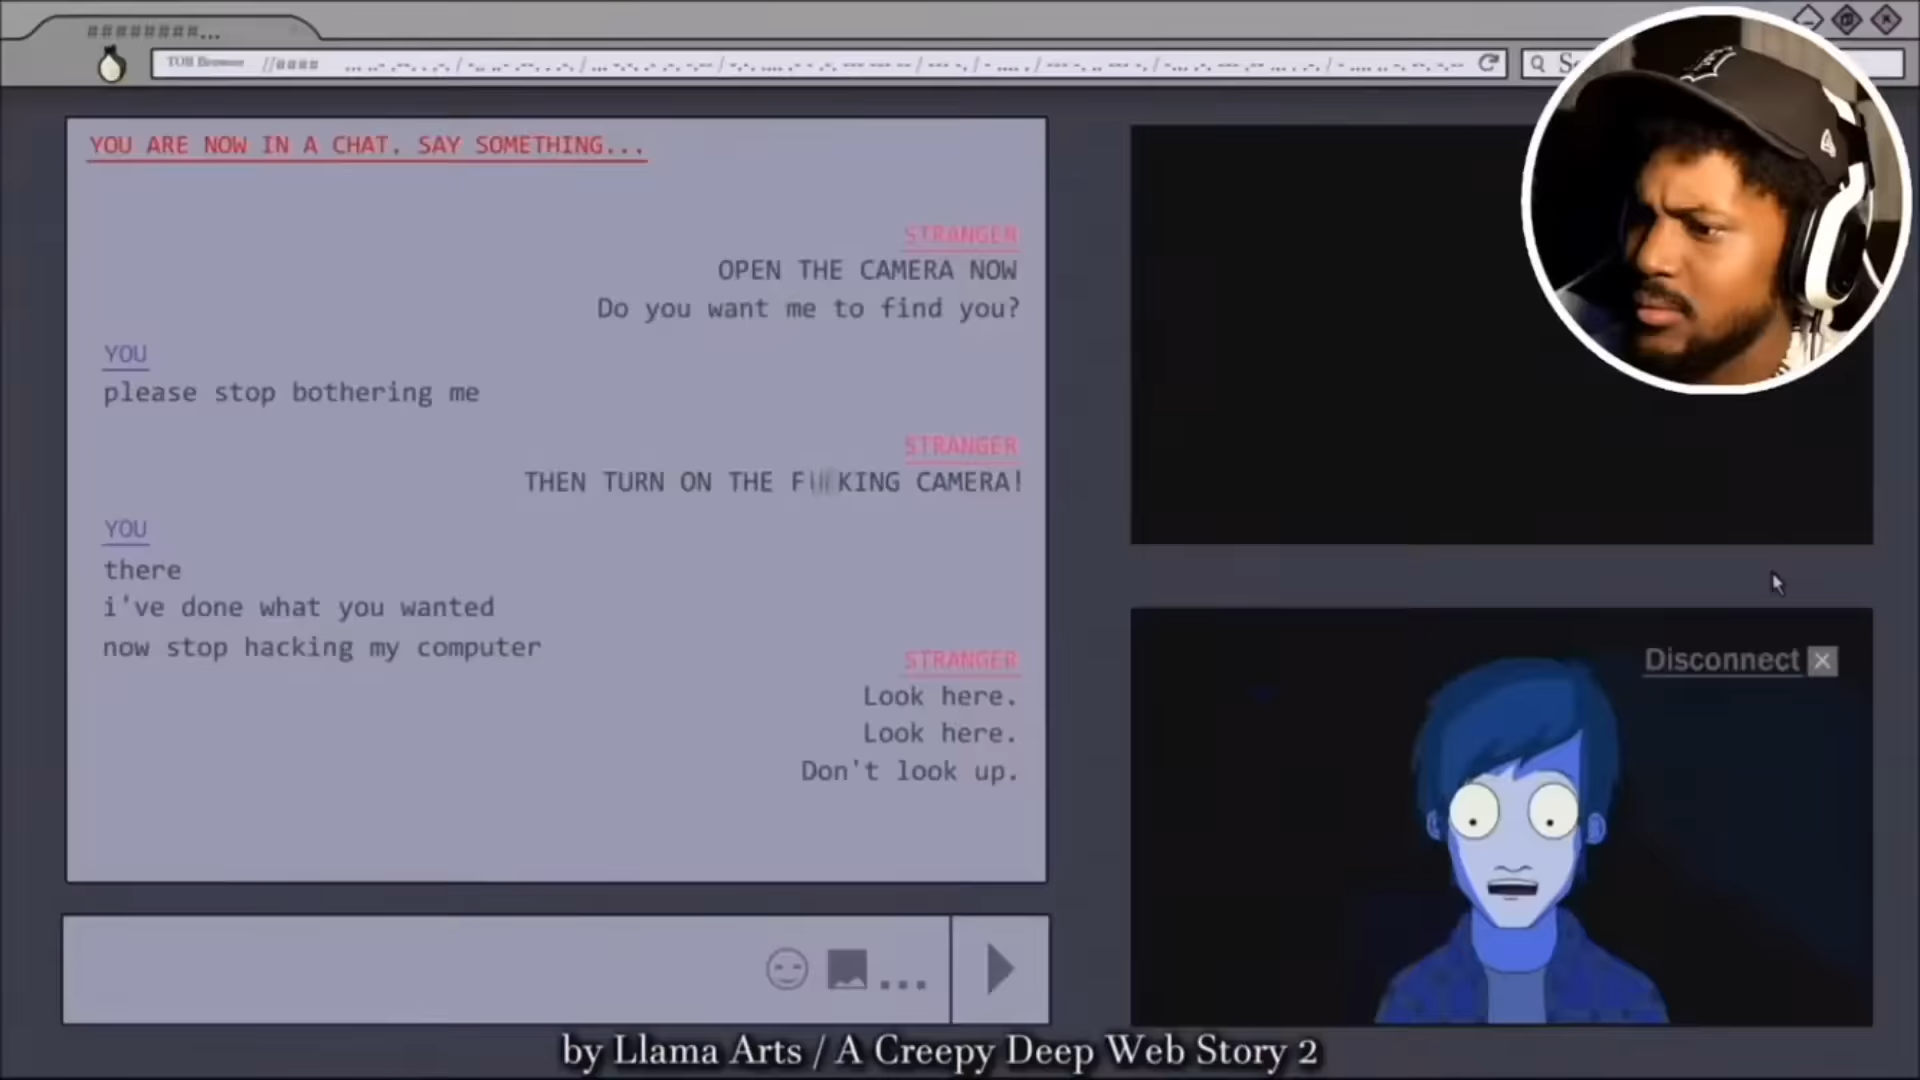 ########...
TOR Browser //####
YOU ARE NOW IN A CHAT. SAY SOMETHING...
STRANGER
OPEN THE CAMERA NOW
Do you want me to find you?
YOU
please stop bothering me
STRANGER
THEN TURN ON THE F KING CAMERA!
YOU
there
i've done what you wanted
now stop hacking my computer
STRANGER
Look here.
Look here.
Don't look up.
Disconnect
by Llama Arts / A Creepy Deep Web Story 2